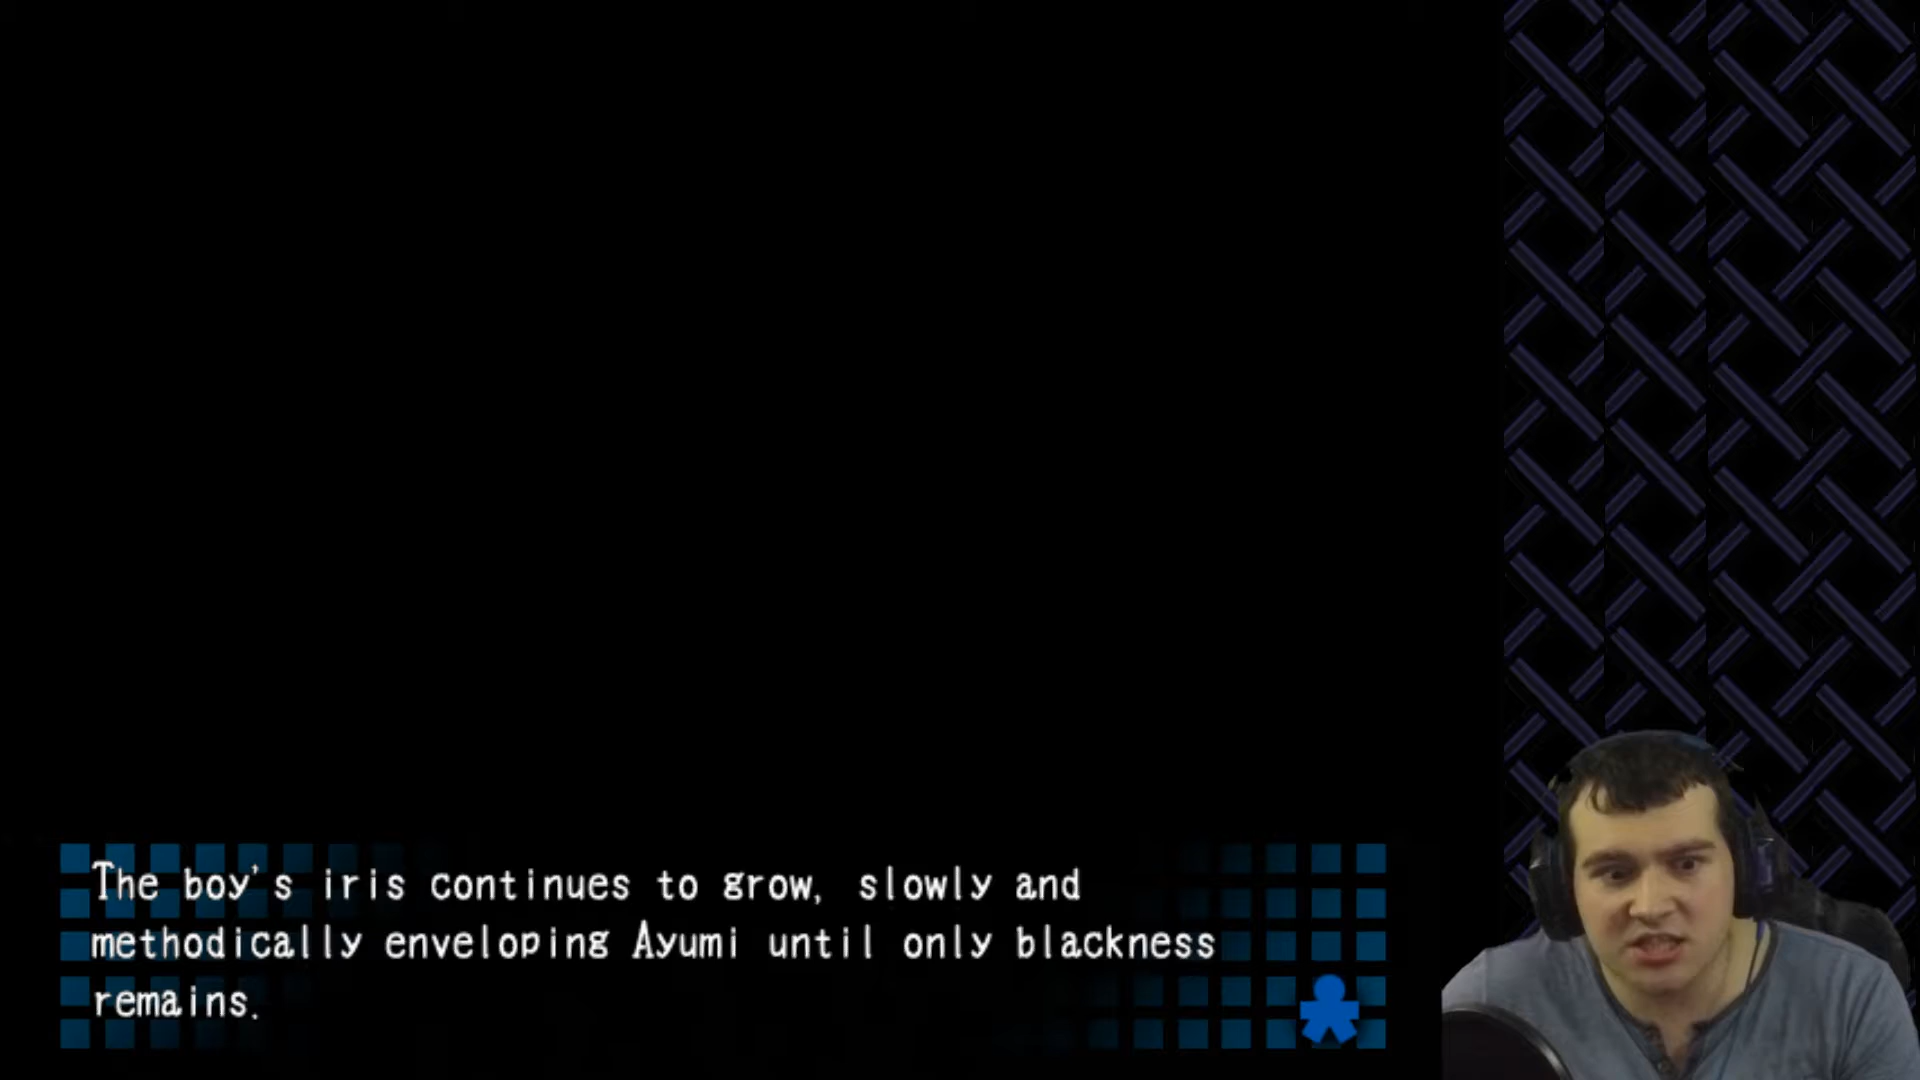 The boy's iris continues to grow, slowly and
methodically enveloping Ayumi until only blackness
remains.